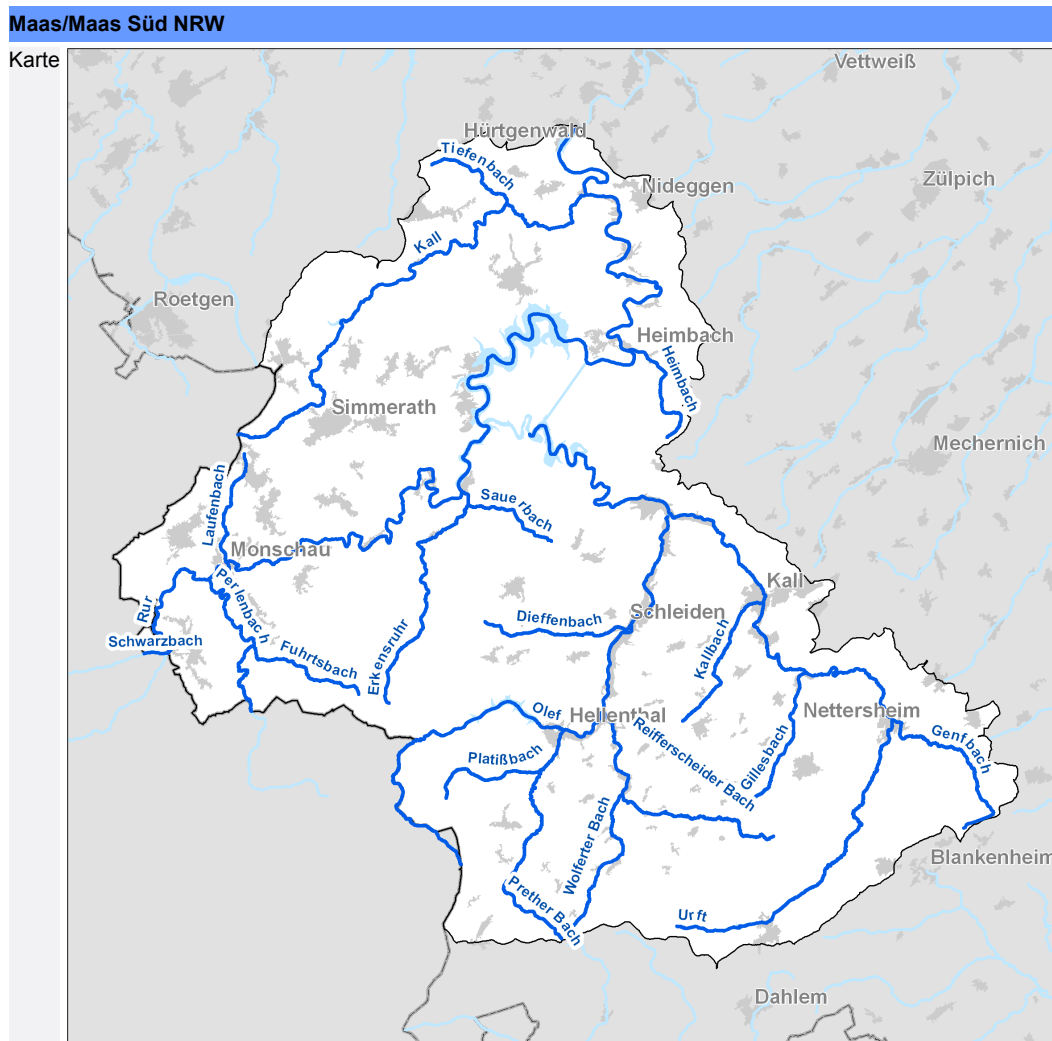 Maas/Maas Süd NRW
Karte
Vettweiß
Hürtgenwald
Tiefenbach
Nideggen
Zülpich
Kall
Roetgen
Heimbach
Heimbach
Simmerath
Mechernich
Laufenbach
Sauerbach
Monschau
Perlenbach
Kall
Rur
Schleiden
Dieffenbach
Schwarzbach
Kallbach
Fuhrtsbach
Erkensruhr
Olef
Hellenthal
Nettersheim
Reifferscheider Bach
Gillesbach
Genfbach
Platißbach
Wolferter Bach
Blankenheim
Prether Bach
Urft
Dahlem